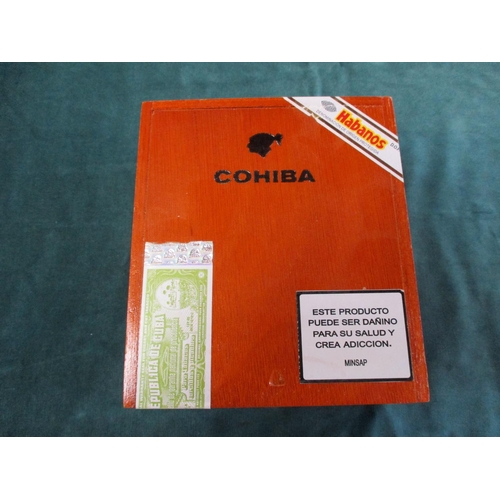 Habanos
COHIBA
REPUBLICA DE CUBA
ESTE PRODUCTO
PUEDE SER DAÑINO
PARA SU SALUD Y
CREA ADICCION.
MINSAP